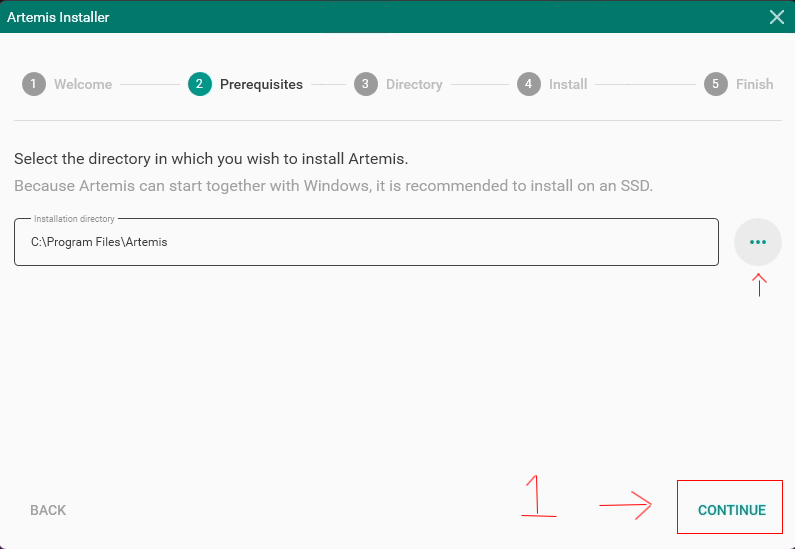 Artemis Installer
1 Welcome 2 Prerequisites 3 Directory 4 Install 5 Finish
Select the directory in which you wish to install Artemis.
Because Artemis can start together with Windows, it is recommended to install on an SSD.
Installation directory
C:\Program Files\Artemis
1
BACK CONTINUE